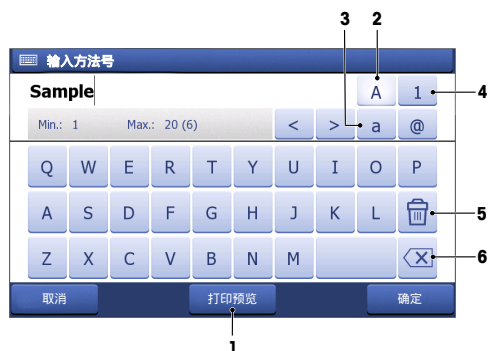 3 2
输入方法号
Sample A 1 4
Min.: 1 Max.: 20 (6) < > a @
Q W E R T Y U I O P
A S D F G H J K L 5
Z X C V B N M 6
取消 打印预览 确定
1